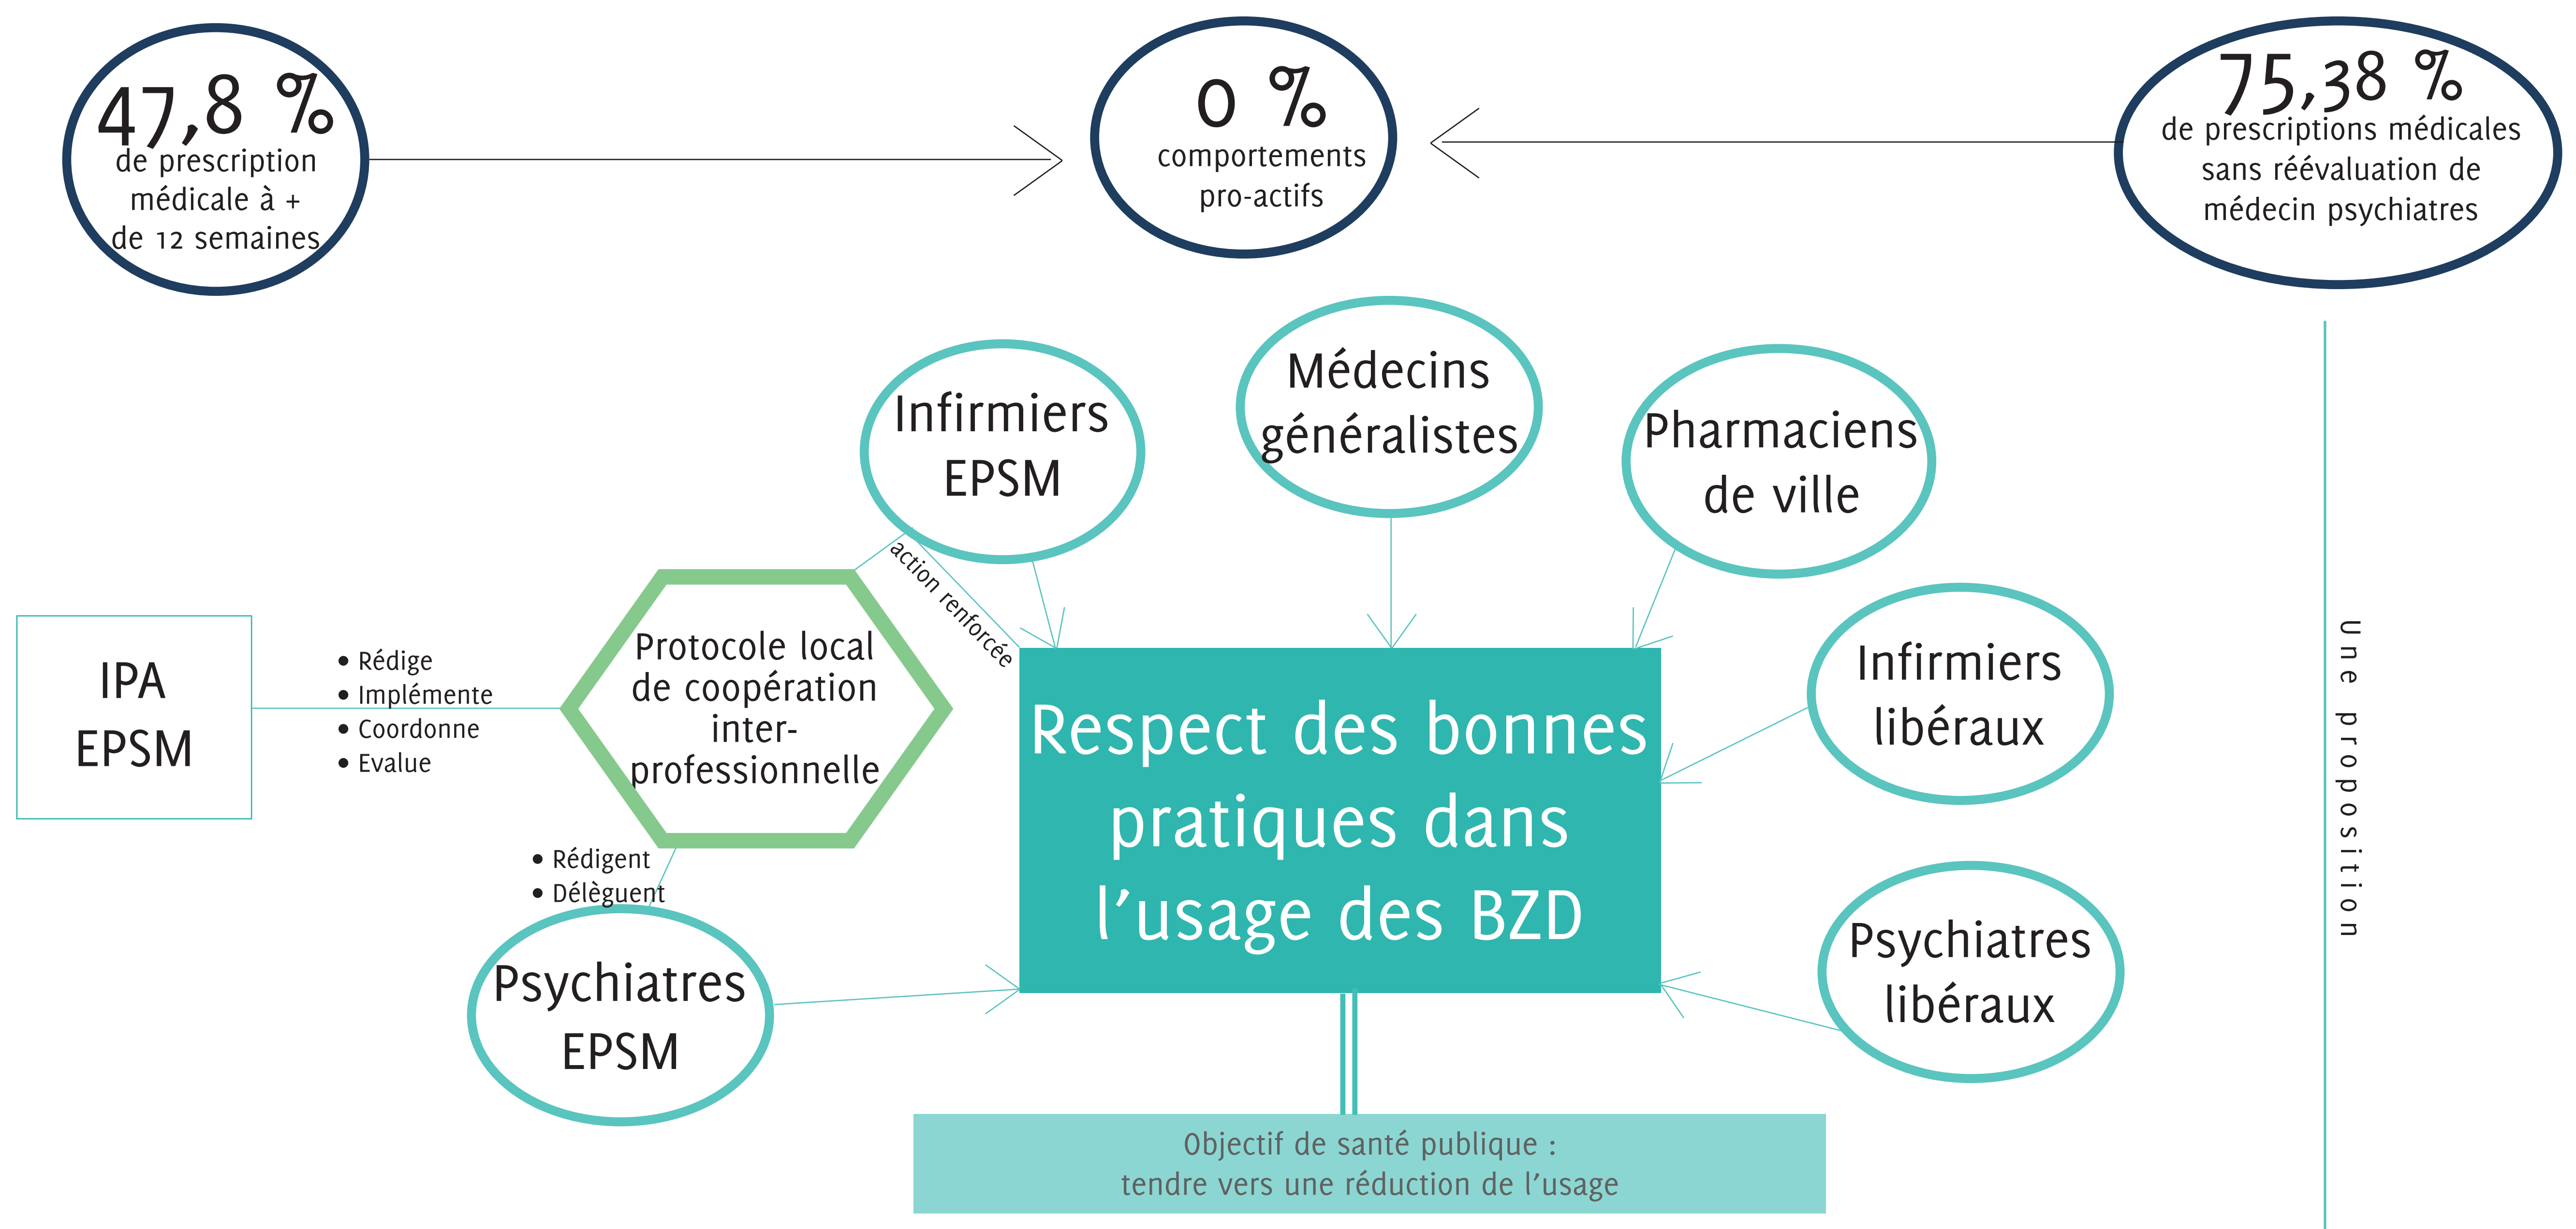 47,8 %
de prescription
médicale à +
de 12 semaines
0 %
comportements
pro-actifs
75,38 %
de prescriptions médicales
sans réévaluation de
médecin psychiatres
Infirmiers
EPSM
Médecins
généralistes
Pharmaciens
de ville
action renforcée
IPA
EPSM
• Rédige
• Implémente
• Coordonne
• Evalue
Protocole local
de coopération
inter-
professionnelle
Infirmiers
libéraux
Respect des bonnes
pratiques dans
l'usage des BZD
• Rédigent
• Délèguent
Psychiatres
EPSM
Psychiatres
libéraux
Une proposition
Objectif de santé publique :
tendre vers une réduction de l'usage